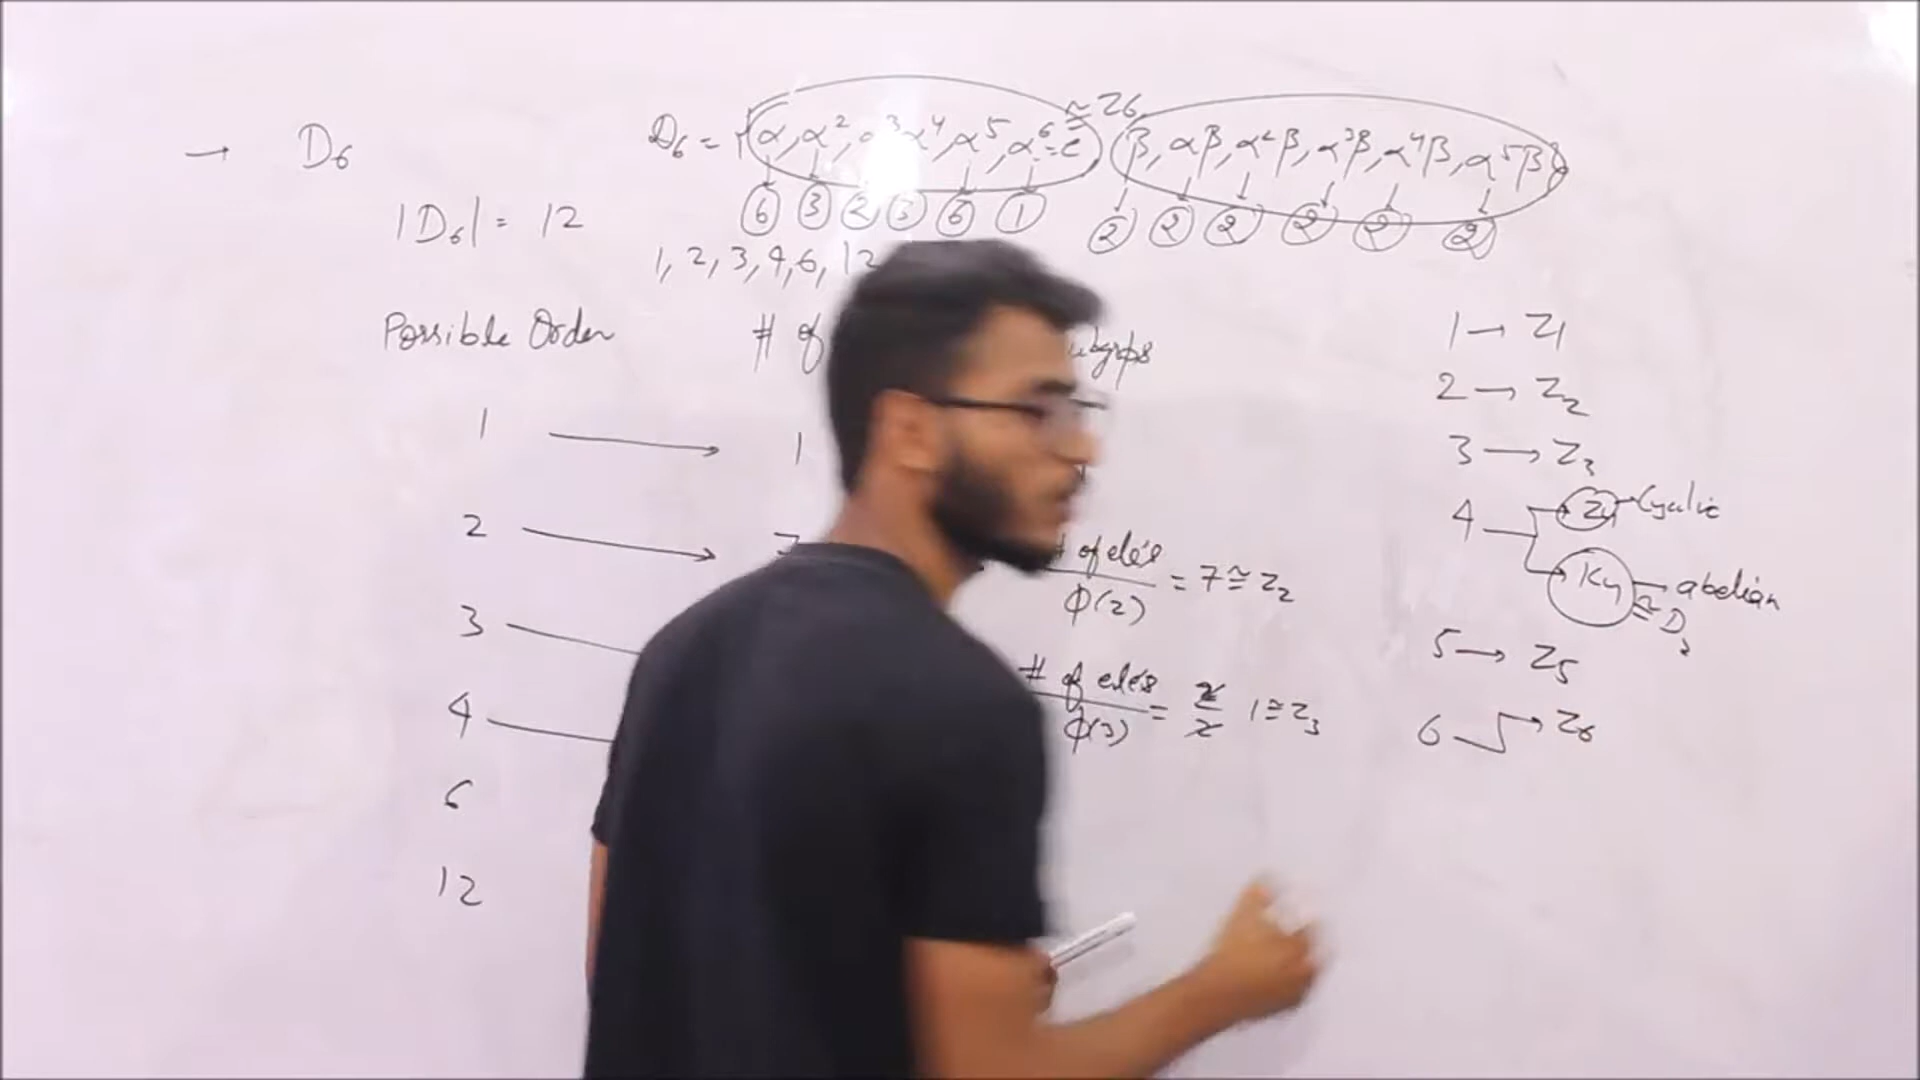 → D6
D6 = {α, α², α³ α⁴, α⁵, α⁶=e ≅ Z6, β, αβ, α²β, α³β, α⁴β, α⁵β}
6 3 2 3 6 1 2 2 2 2 2 2
|D6| = 12
1, 2, 3, 4, 6, 12
Possible Order # of
1 → 1
2 →
3
4
6
12
of ele's / φ(2) = 7 ≅ Z2
# of ele's / φ(3) = 2/2 1 ≅ Z3
1 → Z1
2 → Z2
3 → Z3
4 → Z4 → Cyclic
K4 → abelian
≅ D2
5 → Z5
6 → Z6